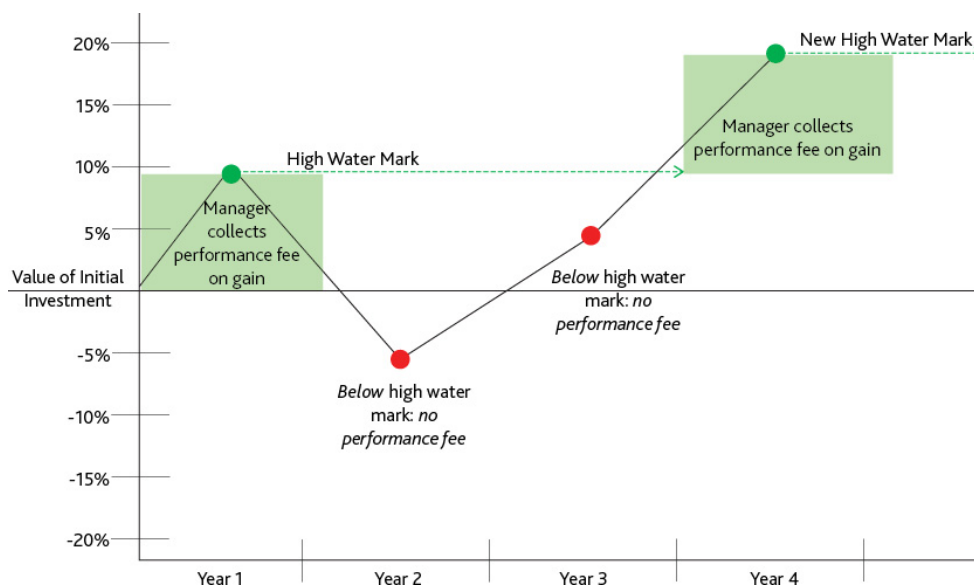 20%
New High Water Mark
15%
Manager collects
performance fee on gain
10%
High Water Mark
Manager
collects
performance fee
on gain
5%
Value of Initial
Investment
Below high water
mark: no
performance fee
-5%
Below high water
mark: no
performance fee
-10%
-15%
-20%
Year 1
Year 2
Year 3
Year 4